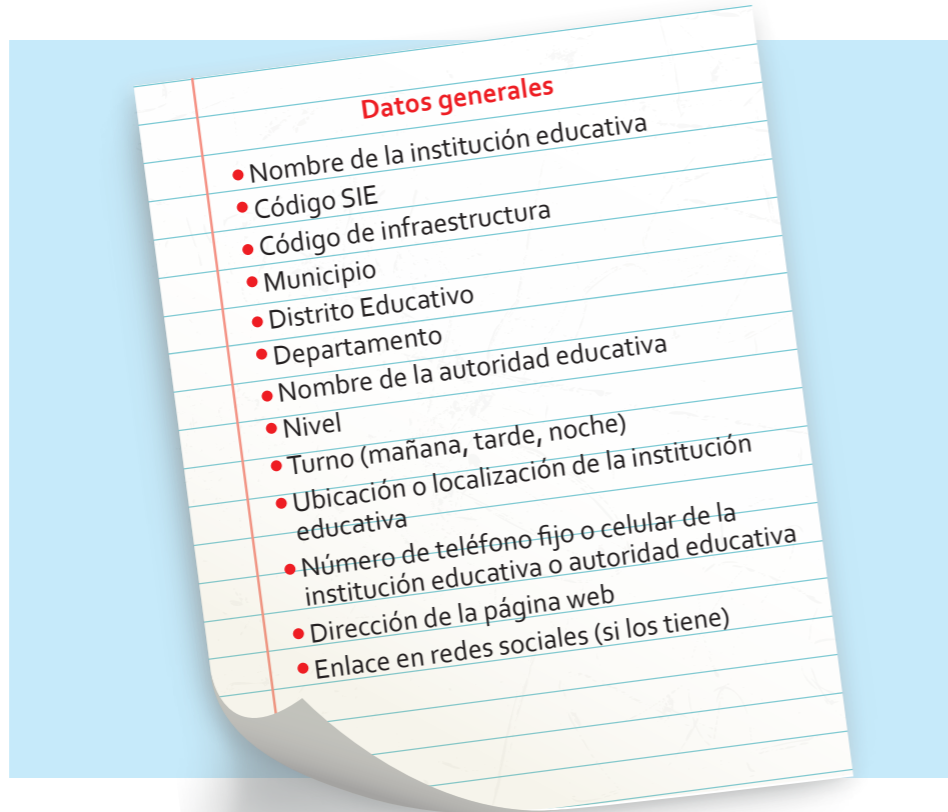 Datos generales
• Nombre de la institución educativa
• Código SIE
• Código de infraestructura
• Municipio
• Distrito Educativo
• Departamento
• Nombre de la autoridad educativa
• Nivel
• Turno (mañana, tarde, noche)
• Ubicación o localización de la institución
educativa
• Número de teléfono fijo o celular de la
institución educativa o autoridad educativa
• Dirección de la página web
• Enlace en redes sociales (si los tiene)